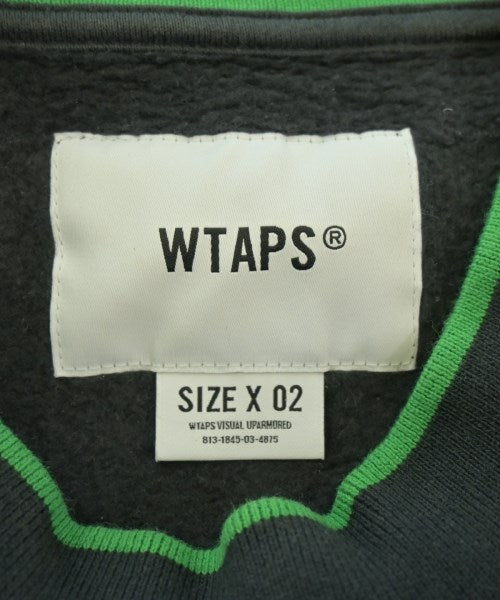 WTAPS®
SIZE X 02
WTAPS VISUAL UPARMORED
813-1845-03-4875